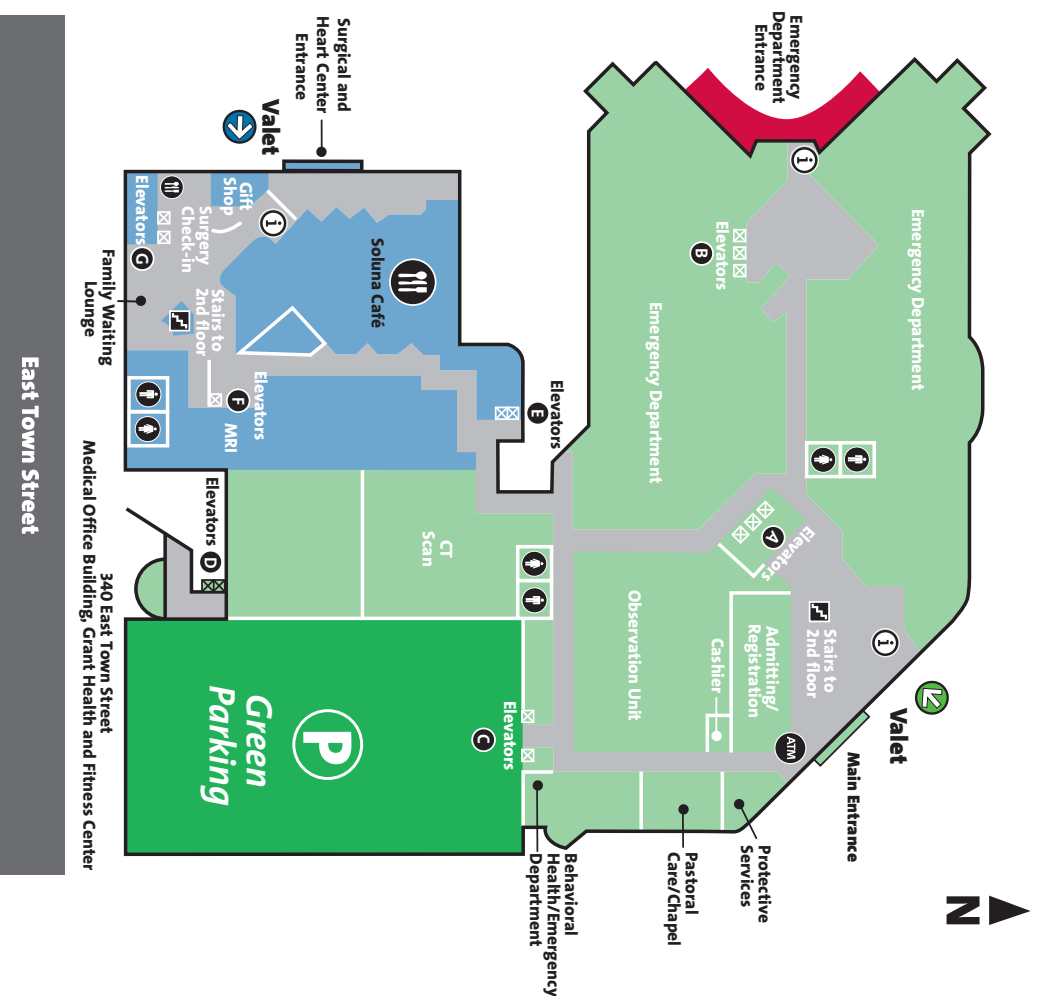 Emergency
Department
Entrance
Surgical and
Heart Center
Entrance
Valet
i
Emergency Department
Elevators
B
Emergency Department
Gift
Shop
i
Surgery
Check-in
Elevators
G
Soluna Café
Family Waiting
Lounge
Stairs to
2nd floor
Elevators
F
MRI
Elevators
E
Elevators
A
Elevators
D
CT
Scan
Observation Unit
Cashier
Admitting/
Registration
Stairs to
2nd floor
i
Valet
ATM
Main Entrance
Elevators
C
P
Green
Parking
Protective
Services
Pastoral
Care/Chapel
Behavioral
Health/Emergency
Department
340 East Town Street
Medical Office Building, Grant Health and Fitness Center
East Town Street
N